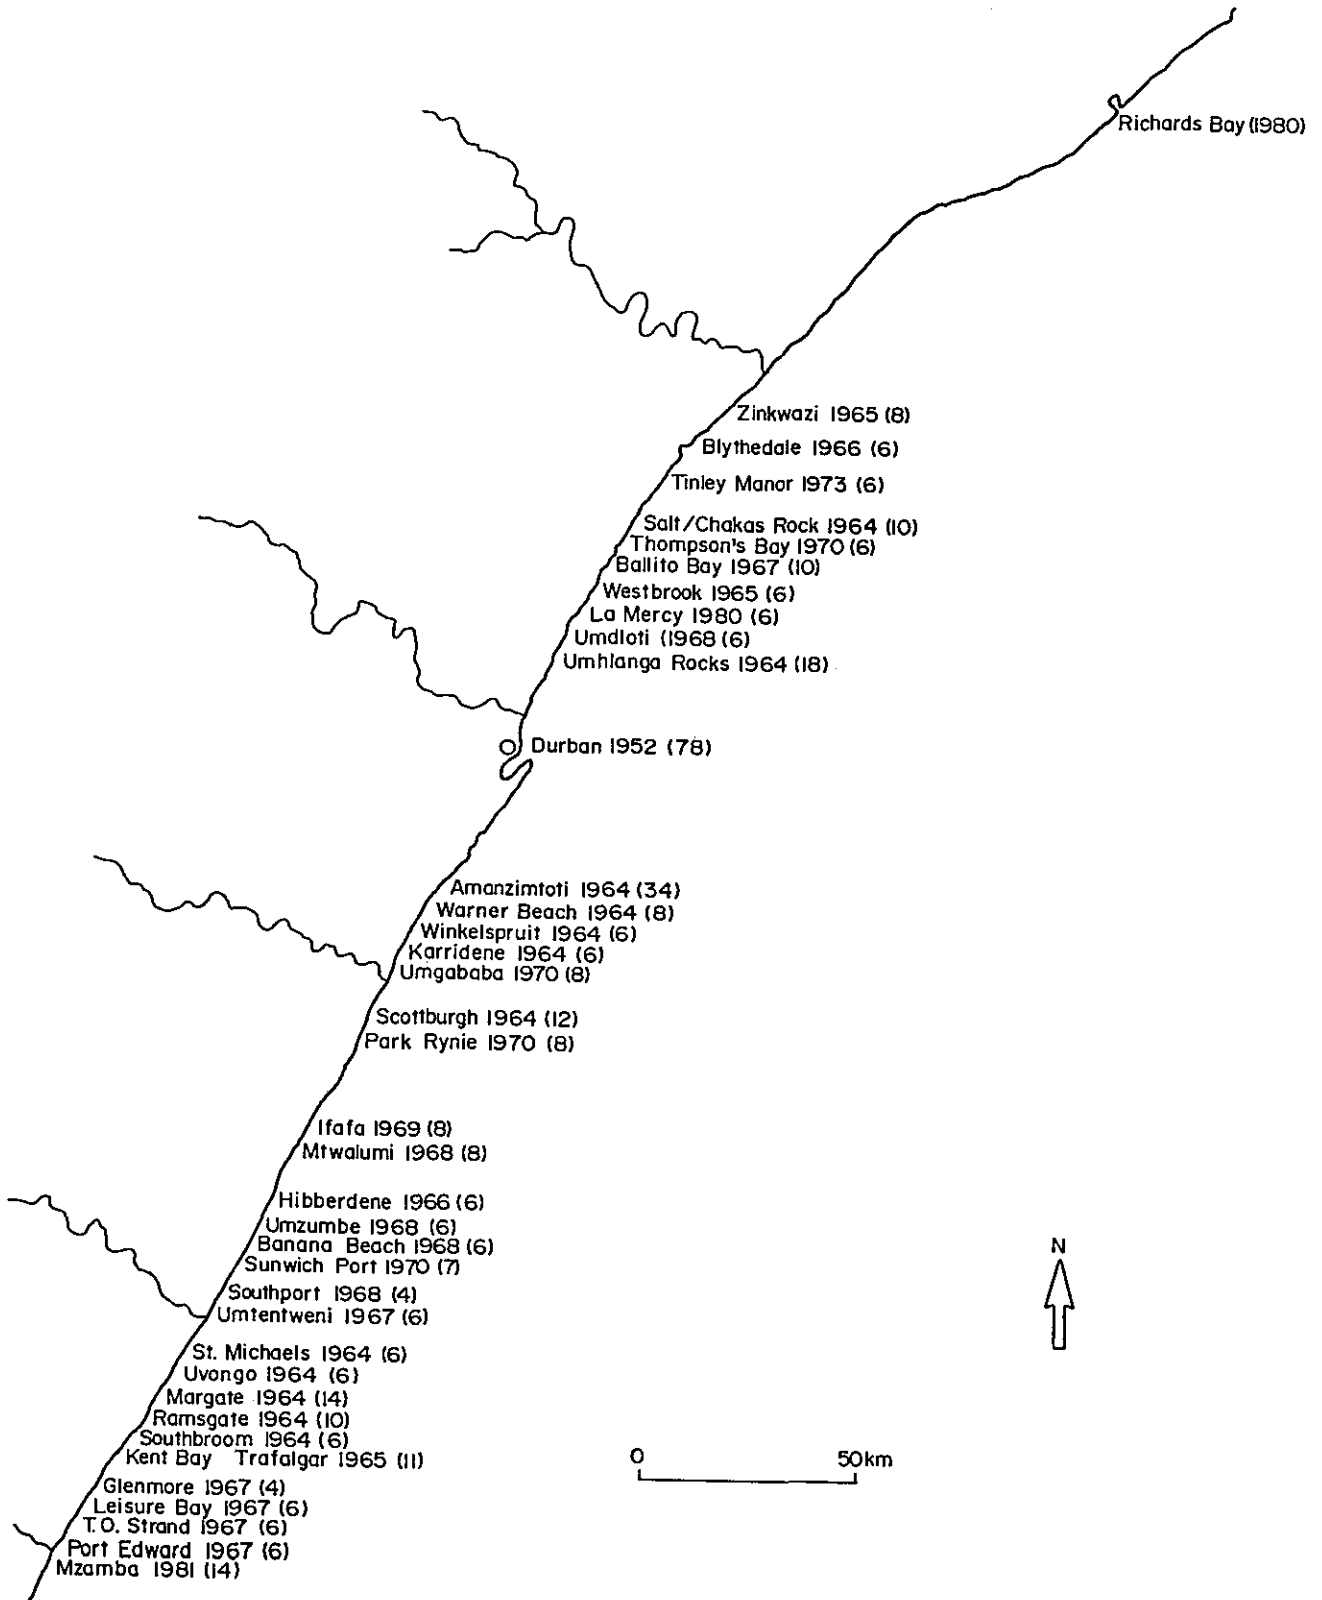 Richards Bay (1980)
Zinkwazi 1965 (8)
Blythedale 1966 (6)
Tinley Manor 1973 (6)
Salt/Chakas Rock 1964 (10)
Thompson's Bay 1970 (6)
Ballito Bay 1967 (10)
Westbrook 1965 (6)
La Mercy 1980 (6)
Umdloti (1968 (6)
Umhlanga Rocks 1964 (18)
Durban 1952 (78)
Amanzimtoti 1964 (34)
Warner Beach 1964 (8)
Winkelspruit 1964 (6)
Karridene 1964 (6)
Umgababa 1970 (8)
Scottburgh 1964 (12)
Park Rynie 1970 (8)
Ifafa 1969 (8)
Mtwalumi 1968 (8)
Hibberdene 1966 (6)
Umzumbe 1968 (6)
Banana Beach 1968 (6)
Sunwich Port 1970 (7)
Southport 1968 (4)
Umtentweni 1967 (6)
St. Michaels 1964 (6)
Uvongo 1964 (6)
Margate 1964 (14)
Ramsgate 1964 (10)
Southbroom 1964 (6)
Kent Bay Trafalgar 1965 (11)
Glenmore 1967 (4)
Leisure Bay 1967 (6)
T.O. Strand 1967 (6)
Port Edward 1967 (6)
Mzamba 1981 (14)
N
0 50km